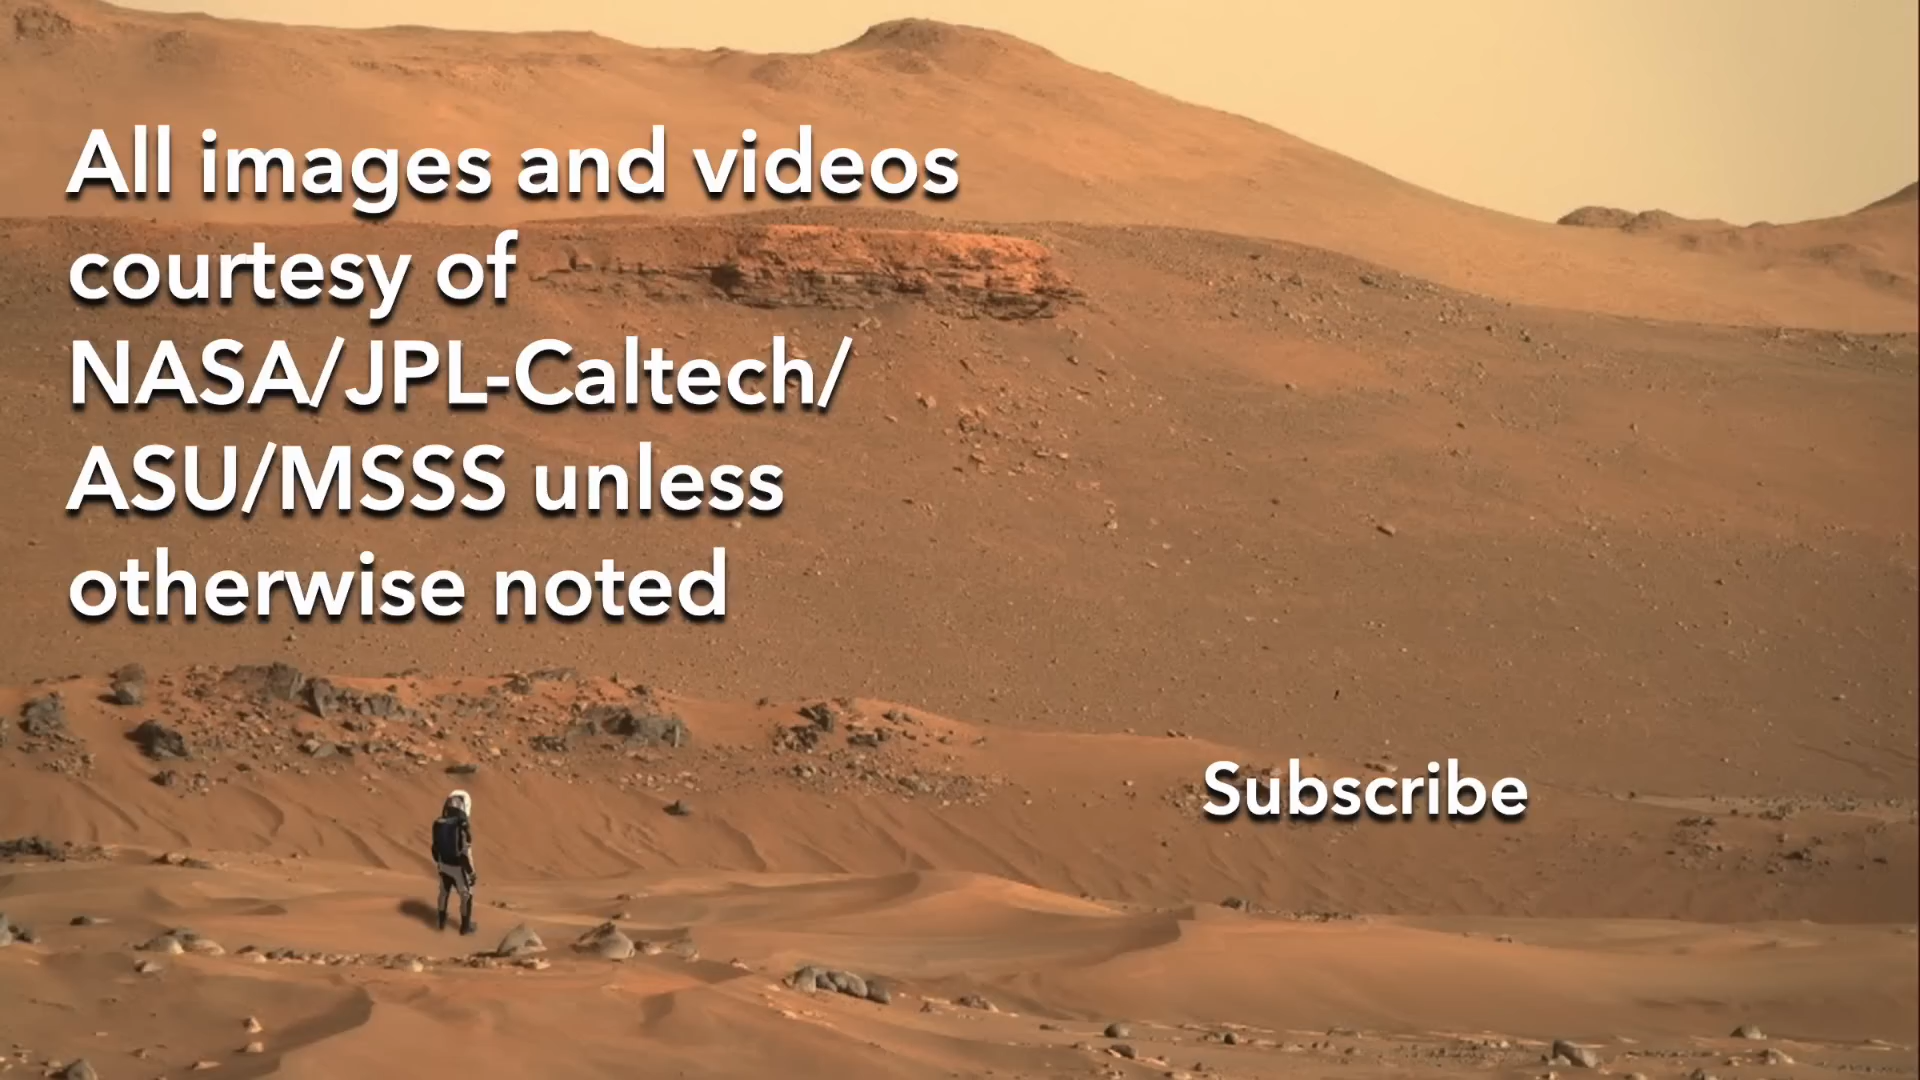 All images and videos
courtesy of
NASA/JPL-Caltech/
ASU/MSSS unless
otherwise noted
Subscribe